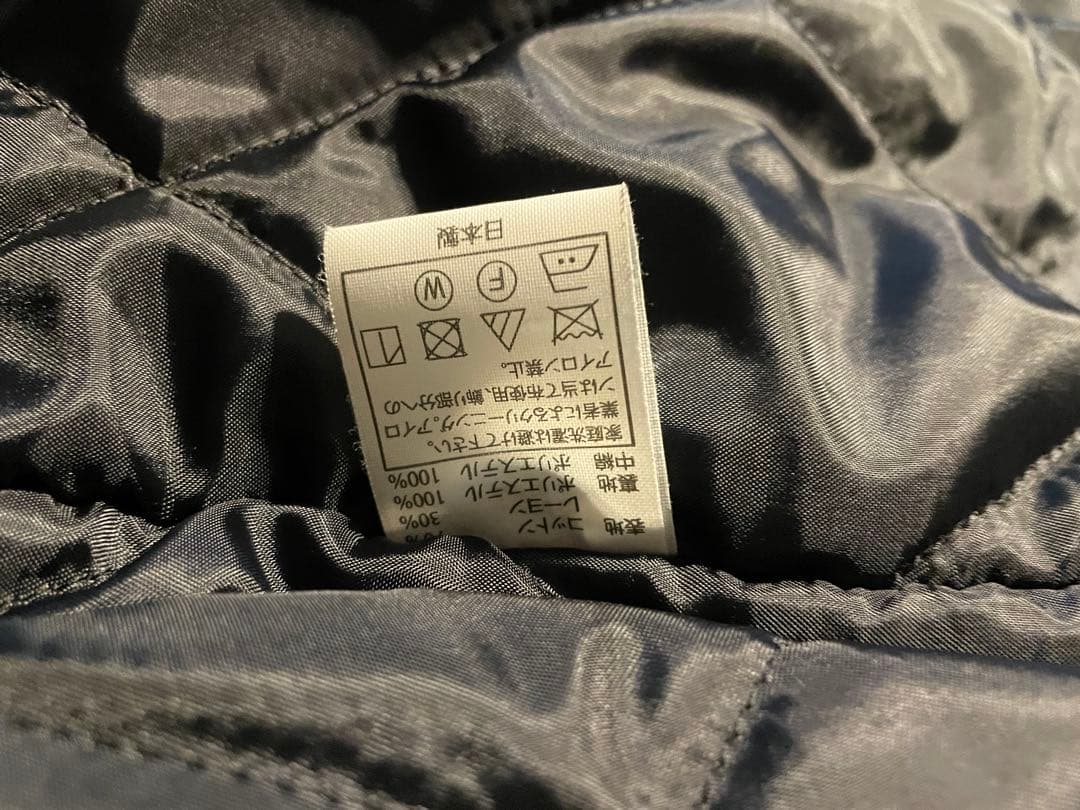 表地 コットン
レーヨン 30%
裏地 ポリエステル 100%
中綿 ポリエステル 100%
家庭洗濯は避けて下さい。
業者によるクリーニング。アイロ
ンは当て布使用、飾り部分への
アイロン禁止。
F W
日本製